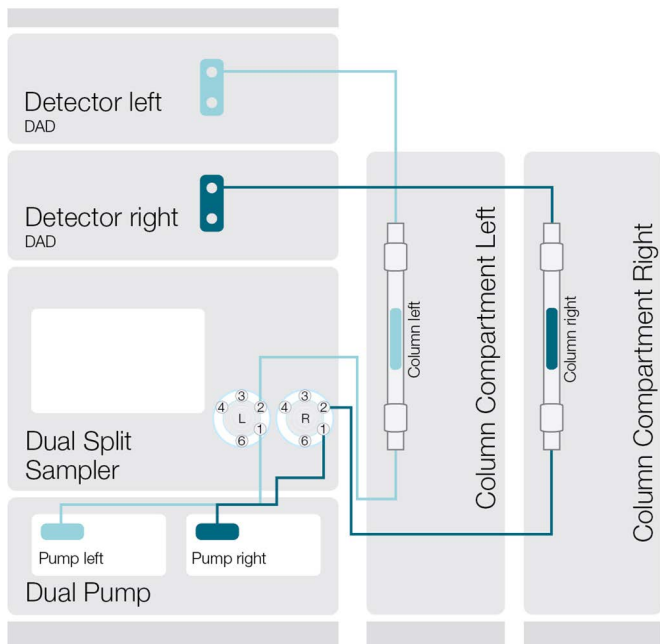 Detector left
DAD
Detector right
DAD
Column Compartment Left
Column Compartment Right
Column left
Column right
3
4
2
L
1
6
3
4
2
R
1
6
Dual Split
Sampler
Pump left
Pump right
Dual Pump